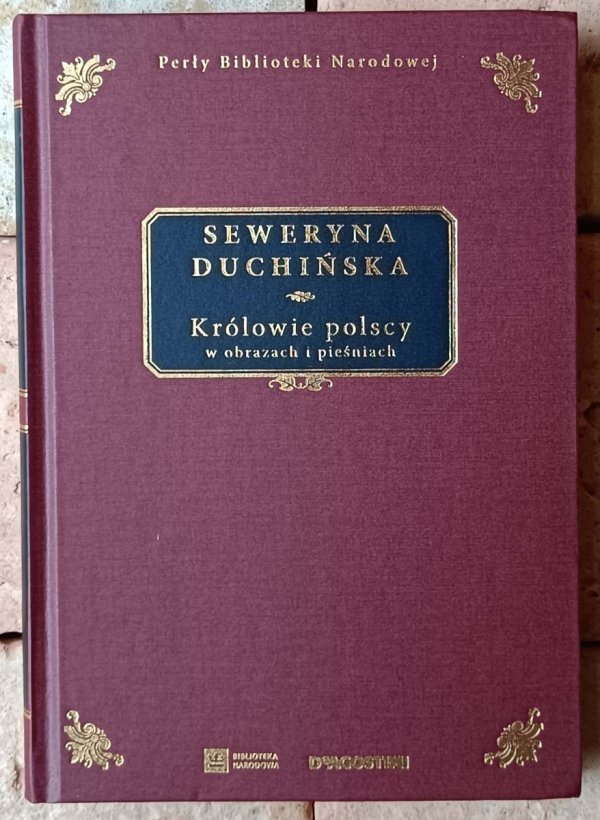 Perły Biblioteki Narodowej
SEWERYNA
DUCHIŃSKA
Królowie polscy
w obrazach i pieśniach
BIBLIOTEKA
NARODOWA
DEAGOSTINI